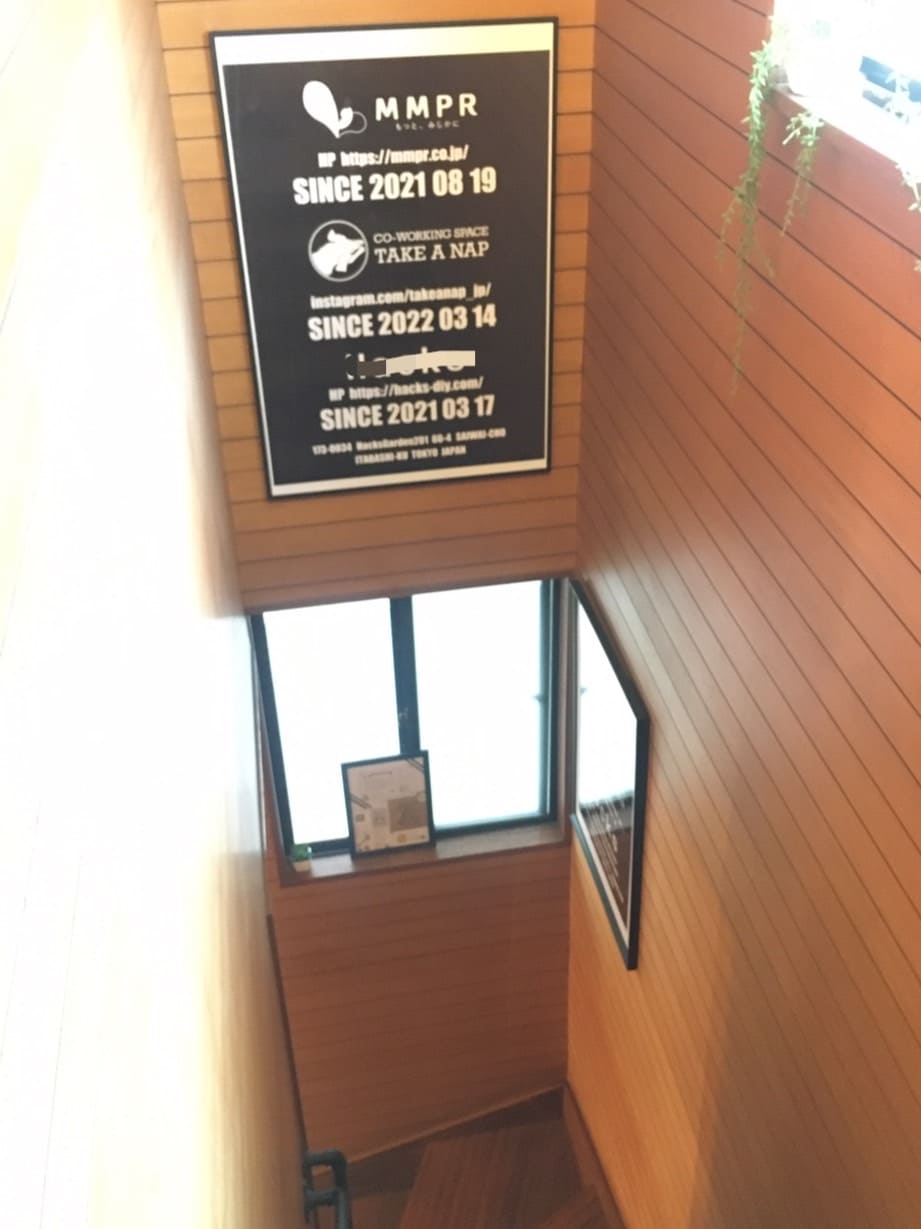 MMPR
もっと、みじかに
HP https://mmpr.co.jp/
SINCE 2021 08 19
CO-WORKING SPACE
TAKE A NAP
instagram.com/takeanap_jp/
SINCE 2022 03 14
HP https://hacks-diy.com/
SINCE 2021 03 17
173-0034 HacksGarden201 66-4 SAIWAI-CHO
ITABASHI-KU TOKYO JAPAN